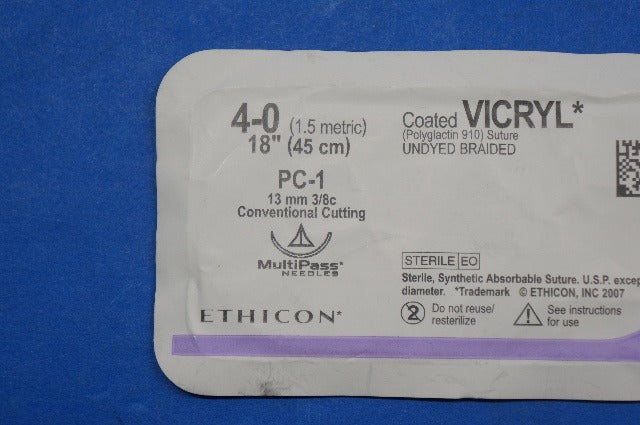 4-0 (1.5 metric)
18" (45 cm)
PC-1
13 mm 3/8c
Conventional Cutting
MultiPass*
NEEDLES
ETHICON*
Coated VICRYL*
(Polyglactin 910) Suture
UNDYED BRAIDED
STERILE EO
Sterile, Synthetic Absorbable Suture. U.S.P. excep
diameter. *Trademark © ETHICON, INC 2007
2 Do not reuse/
resterilize
See instructions
for use